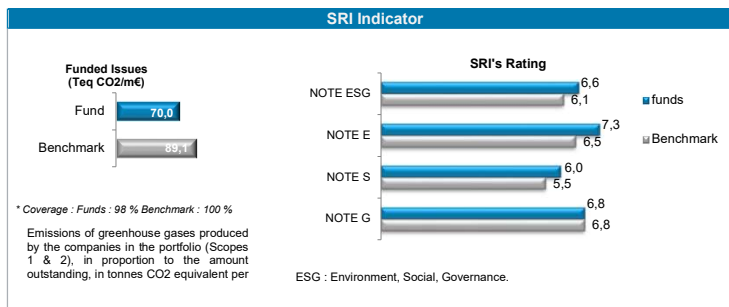 SRI Indicator
Funded Issues
(Teq CO2/m€)
Fund
70,0
Benchmark
89,1
* Coverage : Funds : 98 % Benchmark : 100 %
Emissions of greenhouse gases produced
by the companies in the portfolio (Scopes
1 & 2), in proportion to the amount
outstanding, in tonnes CO2 equivalent per
SRI's Rating
NOTE ESG
6,6
6,1
NOTE E
7,3
6,5
NOTE S
6,0
5,5
NOTE G
6,8
6,8
funds
Benchmark
ESG : Environment, Social, Governance.